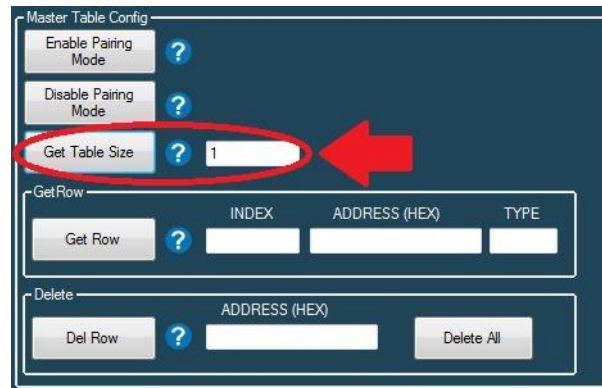 Master Table Config
Enable Pairing
Mode
?
Disable Pairing
Mode
?
Get Table Size
?
1
GetRow
INDEX
ADDRESS (HEX)
TYPE
Get Row
?
Delete
ADDRESS (HEX)
Del Row
?
Delete All